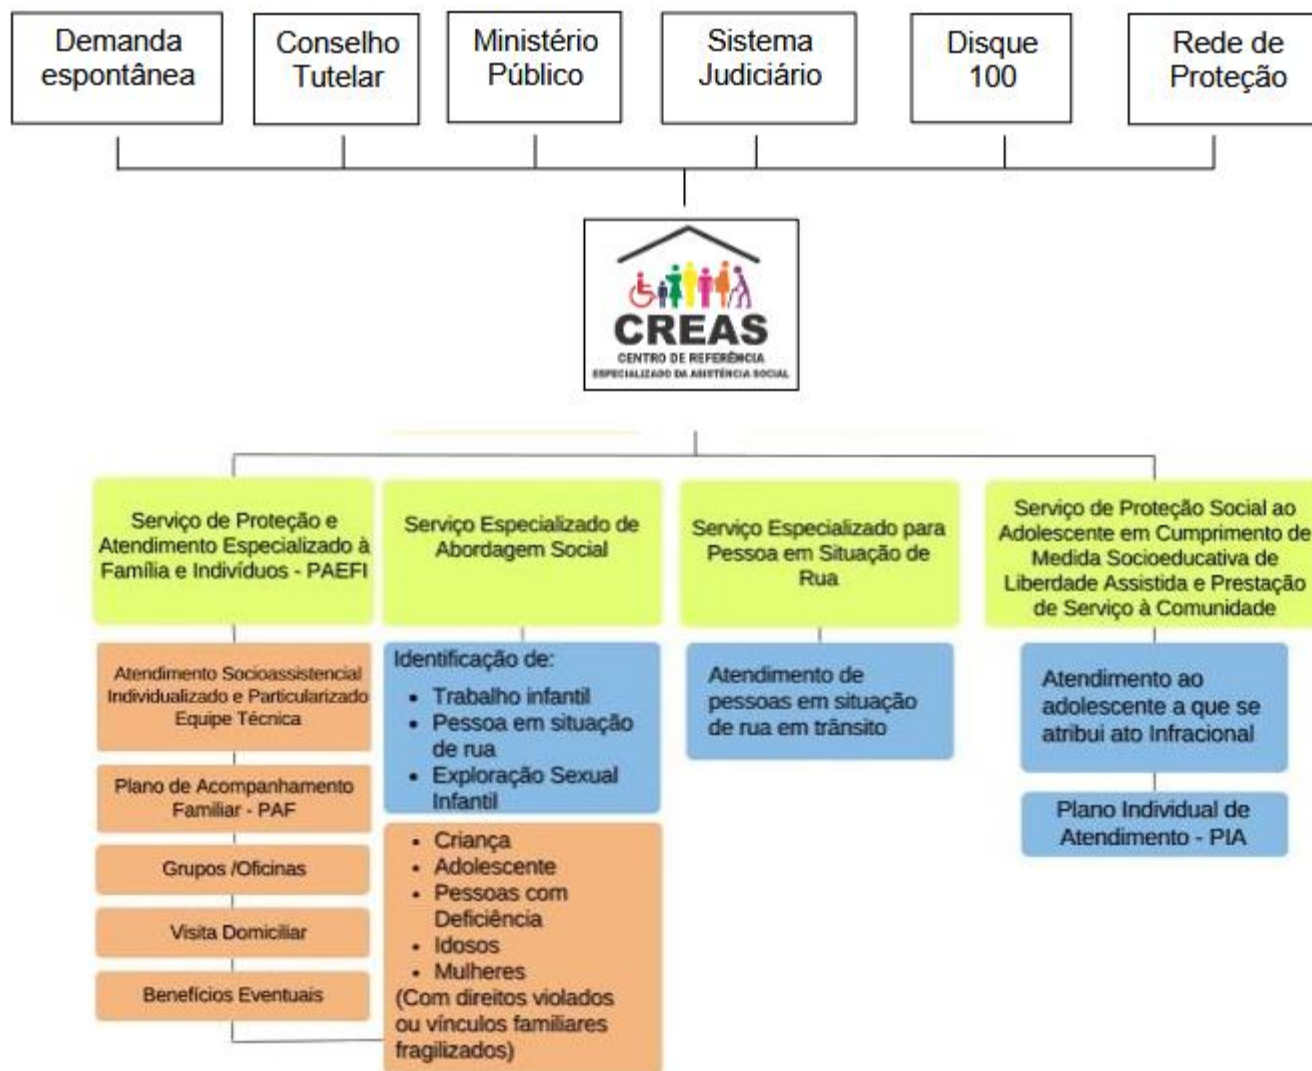 Demanda
espontânea
Conselho
Tutelar
Ministério
Público
Sistema
Judiciário
Disque
100
Rede de
Proteção
CREAS
CENTRO DE REFERÊNCIA
ESPECIALIZADO DA ASISTÊNCIA SOCIAL
Serviço de Proteção e
Atendimento Especializado à
Família e Indivíduos - PAEFI
Serviço Especializado de
Abordagem Social
Serviço Especializado para
Pessoa em Situação de
Rua
Serviço de Proteção Social ao
Adolescente em Cumprimento de
Medida Socioeducativa de
Liberdade Assistida e Prestação
de Serviço à Comunidade
Atendimento Socioassistencial
Individualizado e Particularizado
Equipe Técnica
Plano de Acompanhamento
Familiar - PAF
Grupos /Oficinas
Visita Domiciliar
Benefícios Eventuais
Identificação de:
• Trabalho infantil
• Pessoa em situação
de rua
• Exploração Sexual
Infantil
• Criança
• Adolescente
• Pessoas com
Deficiência
• Idosos
• Mulheres
(Com direitos violados
ou vínculos familiares
fragilizados)
Atendimento de
pessoas em situação
de rua em trânsito
Atendimento ao
adolescente a que se
atribui ato Infracional
Plano Individual de
Atendimento - PIA